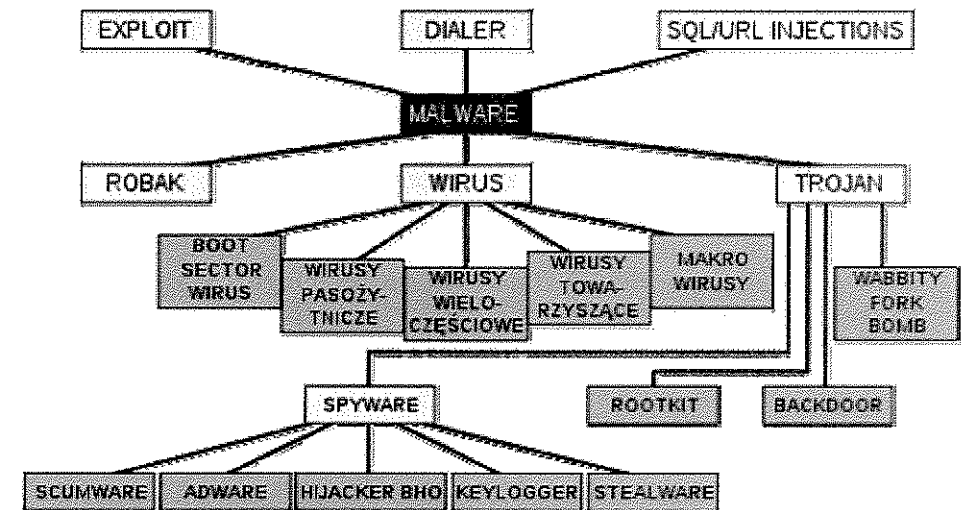 EXPLOIT
DIALER
SQL/URL INJECTIONS
MALWARE
ROBAK
WIRUS
TROJAN
BOOT
SECTOR
WIRUS
WIRUSY
PASOŻY-
TNICZE
WIRUSY
WIELO-
CZĘŚCIOWE
WIRUSY
TOWA-
RZYSZĄCE
MAKRO
WIRUSY
WABBITY
FORK
BOMB
SPYWARE
ROOTKIT
BACKDOOR
SCUMWARE
ADWARE
HIJACKER BHO
KEYLOGGER
STEALWARE